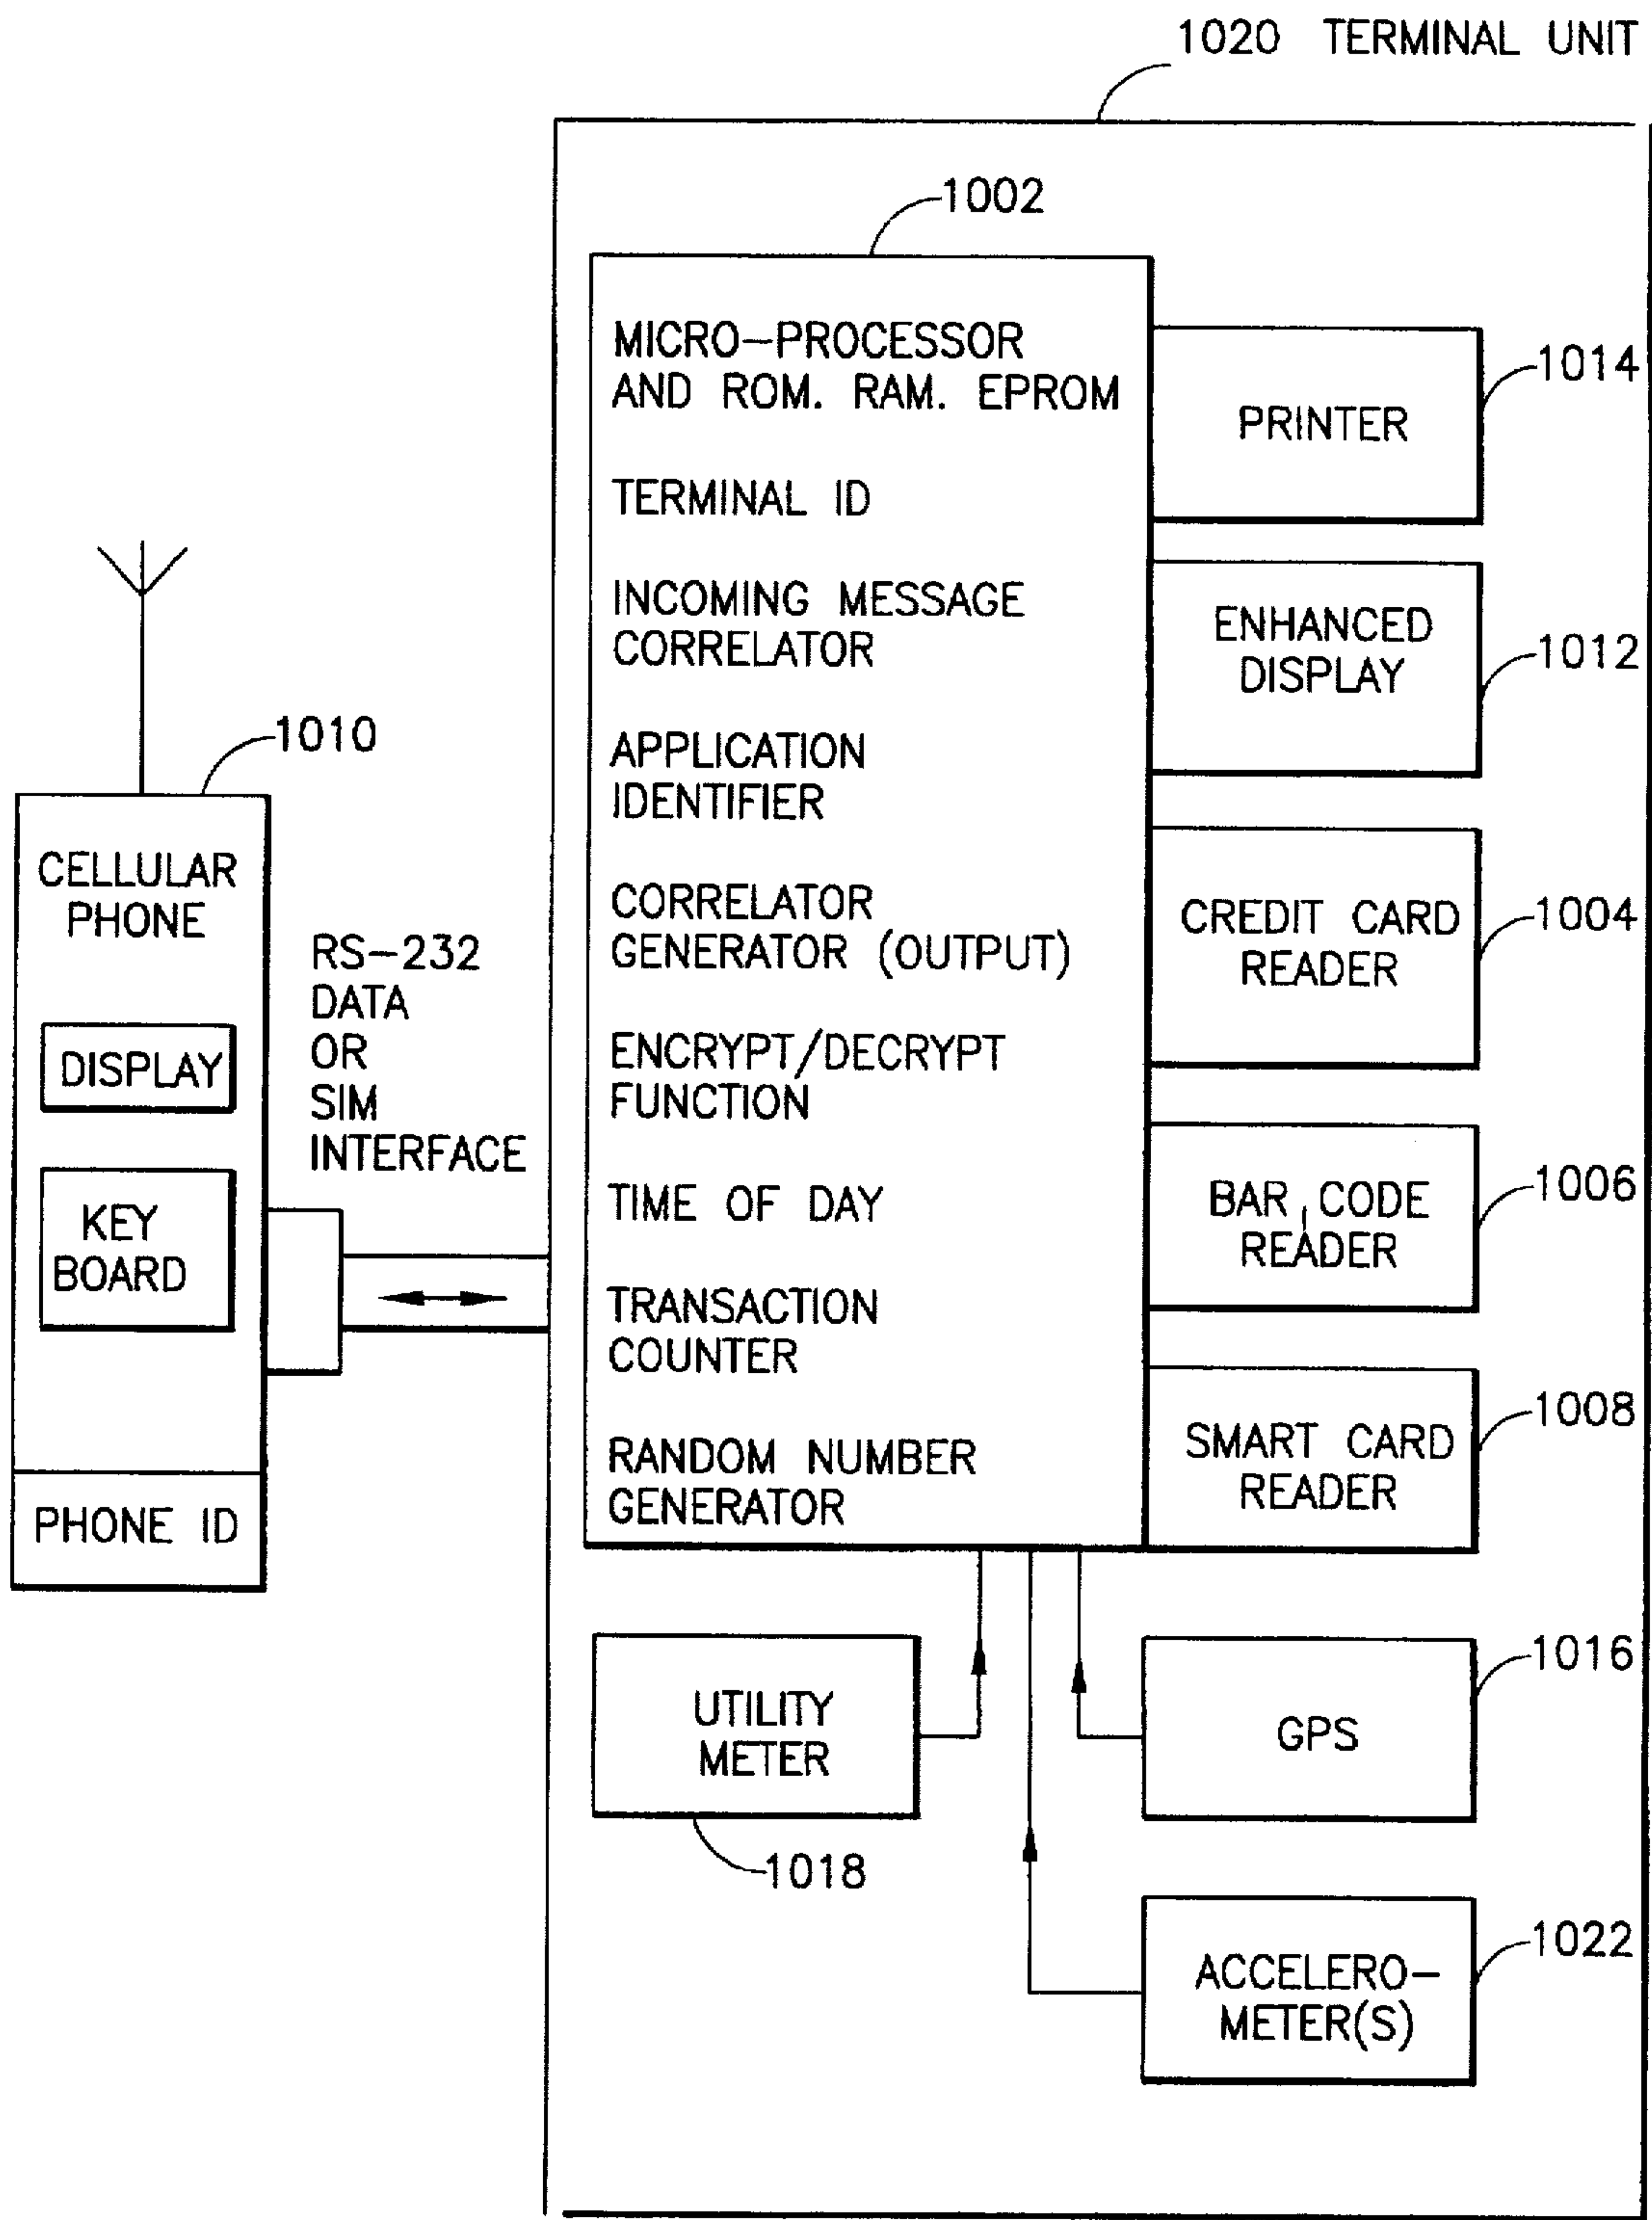 1020 TERMINAL UNIT
1002
MICRO-PROCESSOR
AND ROM. RAM. EPROM
TERMINAL ID
INCOMING MESSAGE
CORRELATOR
APPLICATION
IDENTIFIER
CORRELATOR
GENERATOR (OUTPUT)
ENCRYPT/DECRYPT
FUNCTION
TIME OF DAY
TRANSACTION
COUNTER
RANDOM NUMBER
GENERATOR
1014
PRINTER
1012
ENHANCED
DISPLAY
1004
CREDIT CARD
READER
1006
BAR CODE
READER
1008
SMART CARD
READER
1010
CELLULAR
PHONE
DISPLAY
KEY
BOARD
PHONE ID
RS-232
DATA
OR
SIM
INTERFACE
UTILITY
METER
1018
1016
GPS
1022
ACCELERO-
METER(S)